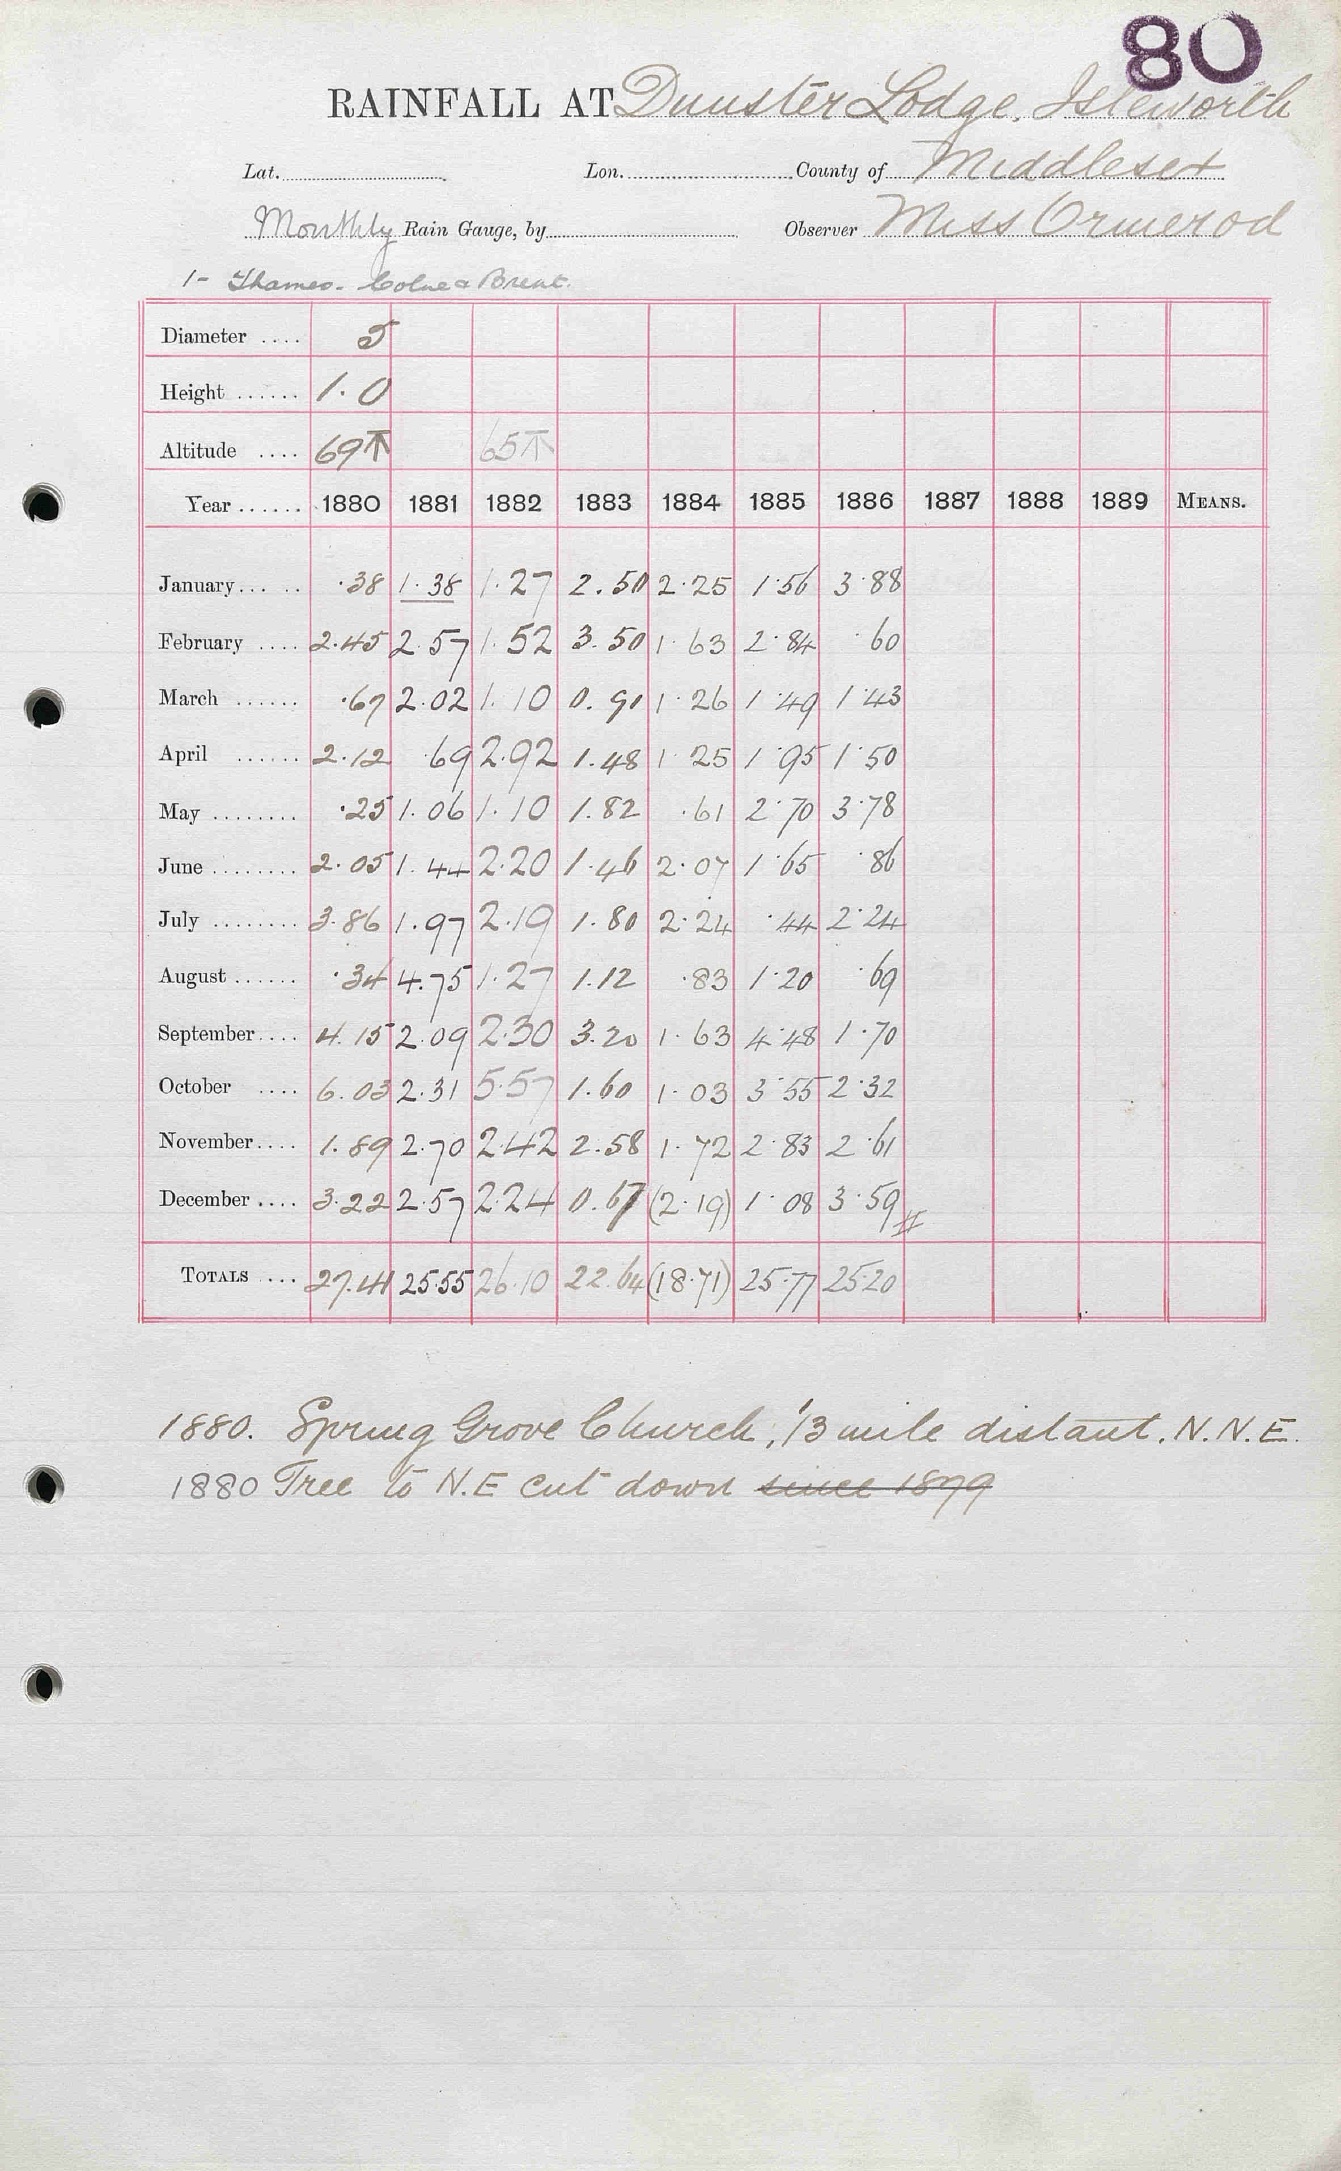 80
RAINFALL AT Dunster Lodge, Isleworth
Lat. Lon. County of Middlesex
Monthly Rain Gauge, by Observer Miss Ormerod
1- Thames. Colne & Brent.
Diameter .... 5
Height ...... 1.0
Altitude .... 69 ↑ 65 ↑
Year ...... 1880 1881 1882 1883 1884 1885 1886 1887 1888 1889 MEANS.
January..... .38 1.38 1.27 2.50 2.25 1.56 3.88
February .... 2.45 2.57 1.52 3.50 1.63 2.84 .60
March ...... .67 2.02 1.10 0.91 1.26 1.49 1.43
April ...... 2.12 .69 2.92 1.48 1.25 1.95 1.50
May ........ .25 1.06 1.10 1.82 .61 2.70 3.78
June ........ 2.05 1.44 2.20 1.46 2.07 1.65 .86
July ........ 3.86 1.97 2.19 1.80 2.24 .44 2.24
August ...... .34 4.75 1.27 1.12 .83 1.20 .69
September.... 4.15 2.09 2.30 3.20 1.63 4.48 1.70
October .... 6.03 2.31 5.57 1.60 1.03 3.55 2.32
November.... 1.89 2.70 2.42 2.58 1.72 2.83 2.61
December .... 3.22 2.57 2.24 0.67 (2.19) 1.08 3.59
TOTALS ... 27.41 25.55 26.10 22.64 (18.71) 25.77 25.20
1880. Spring Grove Church, 1/3 mile distant. N.N.E.
1880 Tree to N.E cut down since 1879